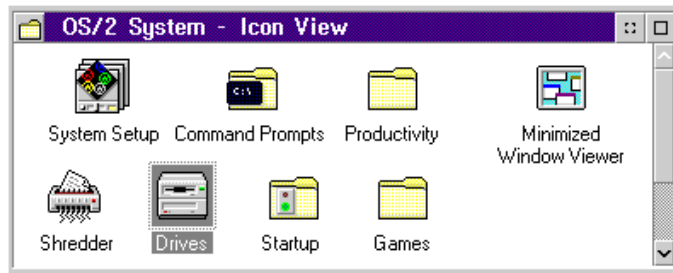 OS/2 System - Icon View
C:\
System Setup
Command Prompts
Productivity
Minimized
Window Viewer
Shredder
Drives
Startup
Games